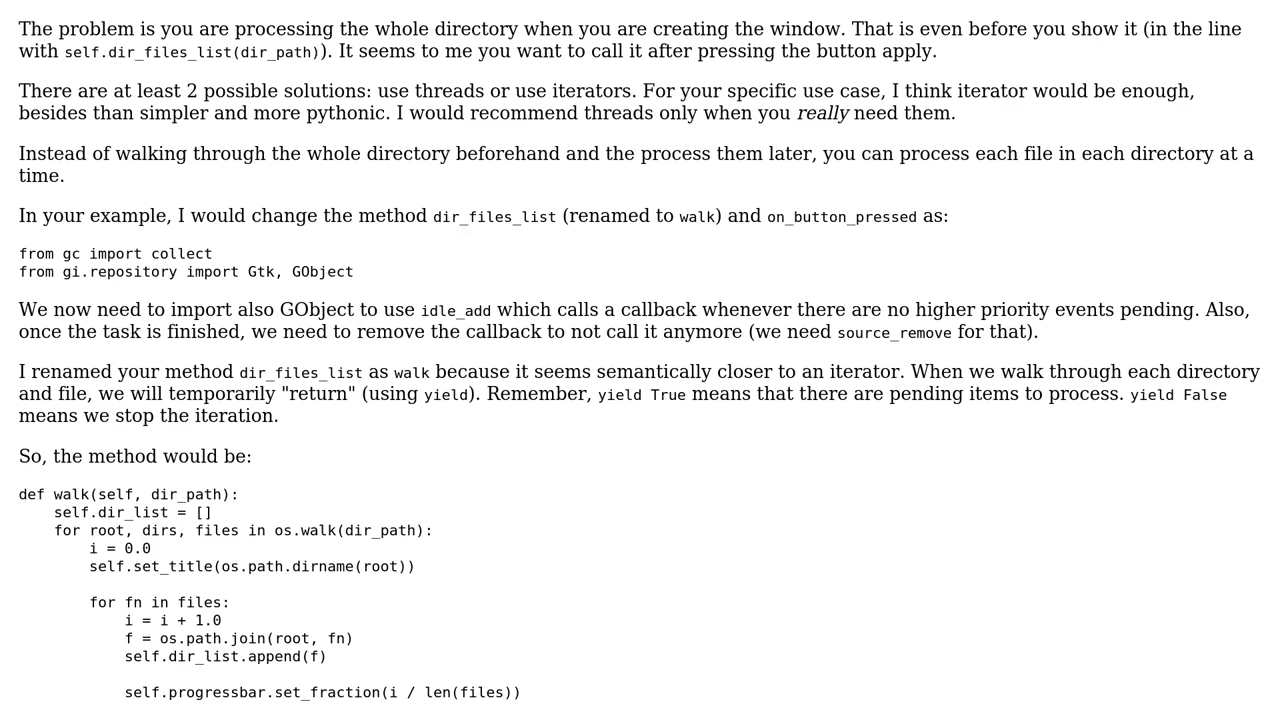 The problem is you are processing the whole directory when you are creating the window. That is even before you show it (in the line
with self.dir_files_list(dir_path)). It seems to me you want to call it after pressing the button apply.
There are at least 2 possible solutions: use threads or use iterators. For your specific use case, I think iterator would be enough,
besides than simpler and more pythonic. I would recommend threads only when you really need them.
Instead of walking through the whole directory beforehand and the process them later, you can process each file in each directory at a
time.
In your example, I would change the method dir_files_list (renamed to walk) and on_button_pressed as:
from gc import collect
from gi.repository import Gtk, GObject
We now need to import also GObject to use idle_add which calls a callback whenever there are no higher priority events pending. Also,
once the task is finished, we need to remove the callback to not call it anymore (we need source_remove for that).
I renamed your method dir_files_list as walk because it seems semantically closer to an iterator. When we walk through each directory
and file, we will temporarily "return" (using yield). Remember, yield True means that there are pending items to process. yield False
means we stop the iteration.
So, the method would be:
def walk(self, dir_path):
    self.dir_list = []
    for root, dirs, files in os.walk(dir_path):
        i = 0.0
        self.set_title(os.path.dirname(root))
        for fn in files:
            i = i + 1.0
            f = os.path.join(root, fn)
            self.dir_list.append(f)
            self.progressbar.set_fraction(i / len(files))